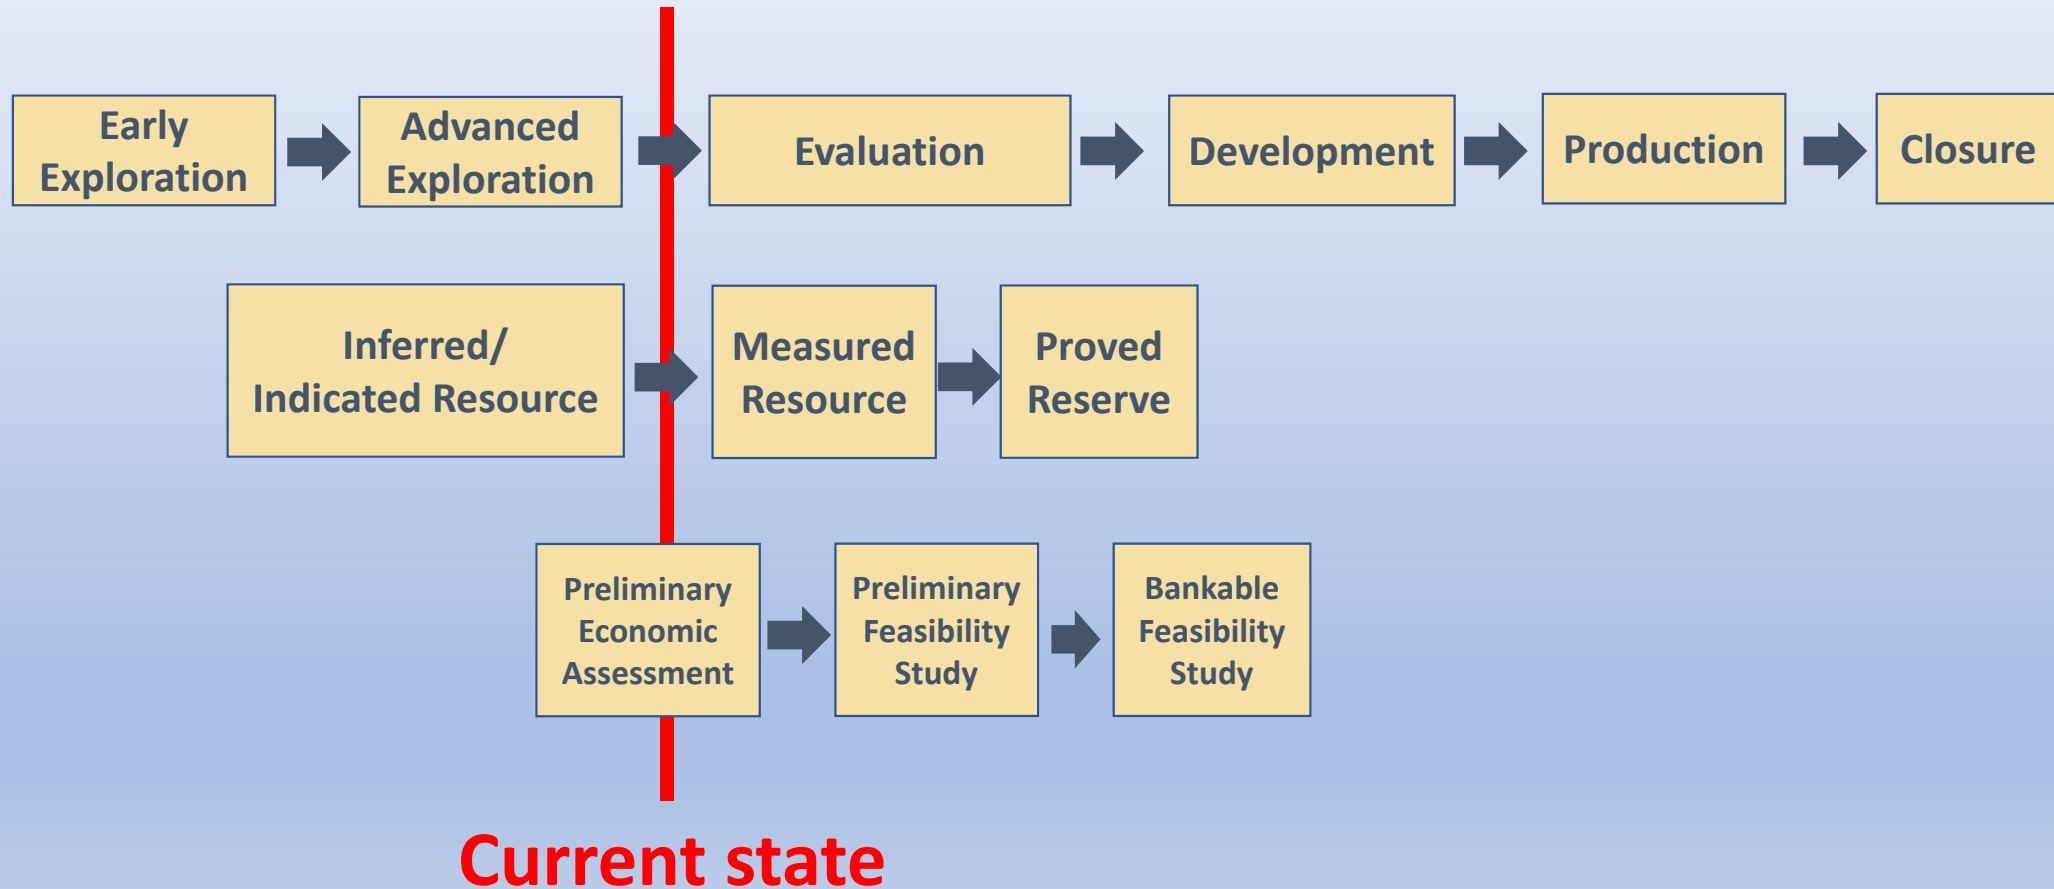 Early
Exploration
Advanced
Exploration
Evaluation
Development
Production
Closure
Inferred/
Indicated Resource
Measured
Resource
Proved
Reserve
Preliminary
Economic
Assessment
Preliminary
Feasibility
Study
Bankable
Feasibility
Study
Current state